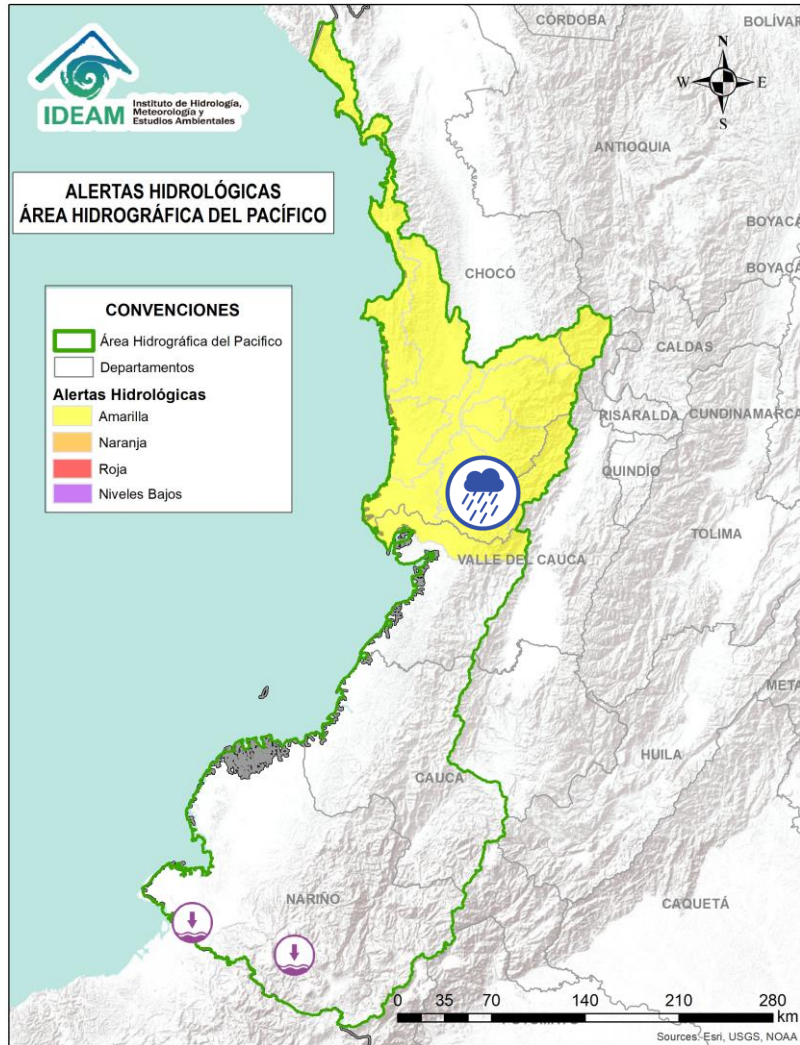 IDEAM
Instituto de Hidrología,
Meteorología y
Estudios Ambientales
ALERTAS HIDROLÓGICAS
ÁREA HIDROGRÁFICA DEL PACÍFICO
CONVENCIONES
Área Hidrográfica del Pacifico
Departamentos
Alertas Hidrológicas
Amarilla
Naranja
Roja
Niveles Bajos
CÓRDOBA
BOLÍVAR
N
W E
S
ANTIOQUIA
BOYACÁ
CHOCÓ
BOYACÁ
CALDAS
RISARALDA
CUNDINAMARCA
QUINDÍO
TOLIMA
VALLE DEL CAUCA
META
HUILA
CAUCA
NARIÑO
CAQUETÁ
0 35 70 140 210 280
km
Sources: Esri, USGS, NOAA